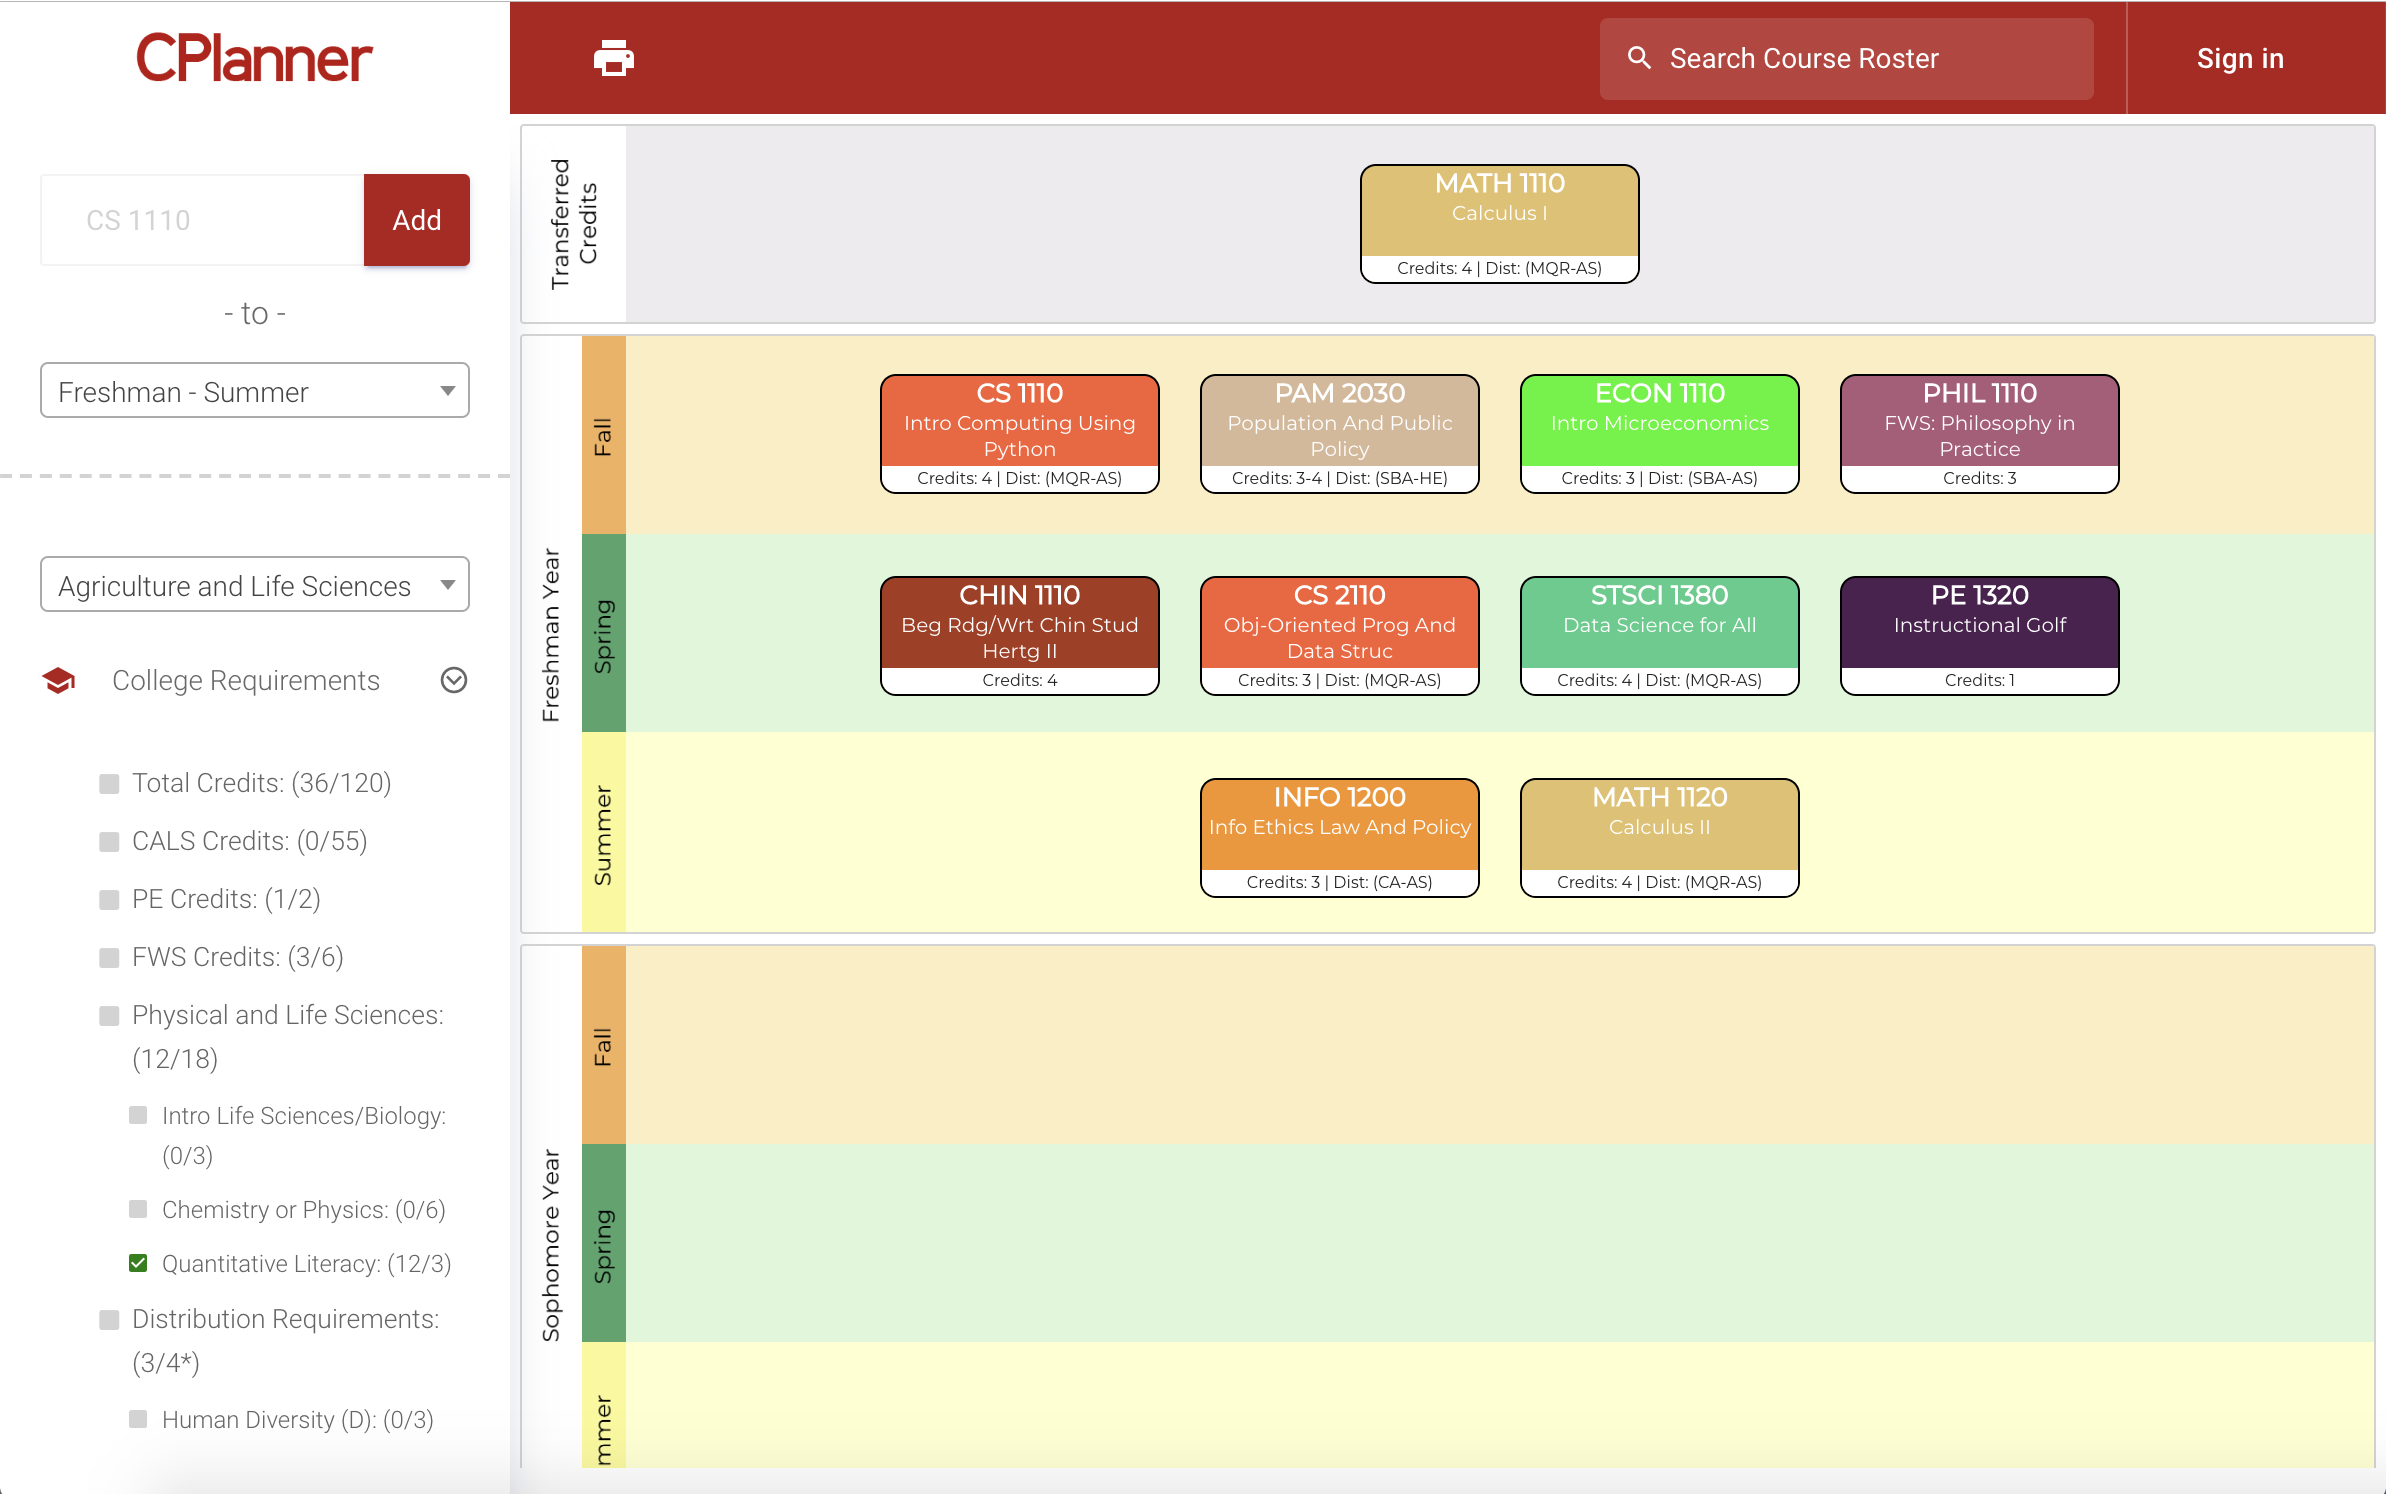 CPlanner
Search Course Roster
Sign in
CS 1110
Add
- to -
Freshman - Summer
Agriculture and Life Sciences
College Requirements
Total Credits: (36/120)
CALS Credits: (0/55)
PE Credits: (1/2)
FWS Credits: (3/6)
Physical and Life Sciences:
(12/18)
Intro Life Sciences/Biology:
(0/3)
Chemistry or Physics: (0/6)
Quantitative Literacy: (12/3)
Distribution Requirements:
(3/4*)
Human Diversity (D): (0/3)
Transferred
Credits
MATH 1110
Calculus I
Credits: 4 | Dist: (MQR-AS)
Freshman Year
Fall
CS 1110
Intro Computing Using
Python
Credits: 4 | Dist: (MQR-AS)
PAM 2030
Population And Public
Policy
Credits: 3-4 | Dist: (SBA-HE)
ECON 1110
Intro Microeconomics
Credits: 3 | Dist: (SBA-AS)
PHIL 1110
FWS: Philosophy in
Practice
Credits: 3
Spring
CHIN 1110
Beg Rdg/Wrt Chin Stud
Hertg II
Credits: 4
CS 2110
Obj-Oriented Prog And
Data Struc
Credits: 3 | Dist: (MQR-AS)
STSCI 1380
Data Science for All
Credits: 4 | Dist: (MQR-AS)
PE 1320
Instructional Golf
Credits: 1
Summer
INFO 1200
Info Ethics Law And Policy
Credits: 3 | Dist: (CA-AS)
MATH 1120
Calculus II
Credits: 4 | Dist: (MQR-AS)
Sophomore Year
Fall
Spring
mmer